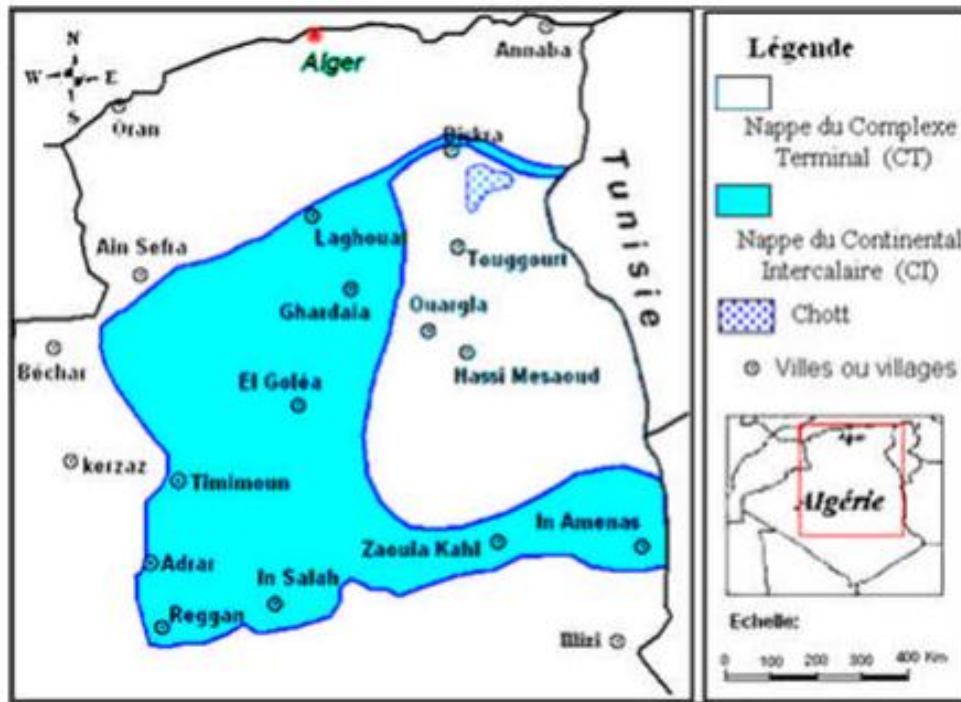 N
W E
S
Alger
Annaba
Oran
Biskra
Tunisie
Laghouat
Ain Sefra
Touggourt
Ghardaia
Ouargla
Béchar
Hassi Mesaoud
El Goléa
kerzaz
Timimoun
In Amenas
Zaouia Kahl
Adrar
In Salah
Reggan
Illizi
Légende
Nappe du Complexe
Terminal (CT)
Nappe du Continental
Intercalaire (CI)
Chott
Villes ou villages
Alger
Algérie
Echelle:
0 100 200 300 400 Km